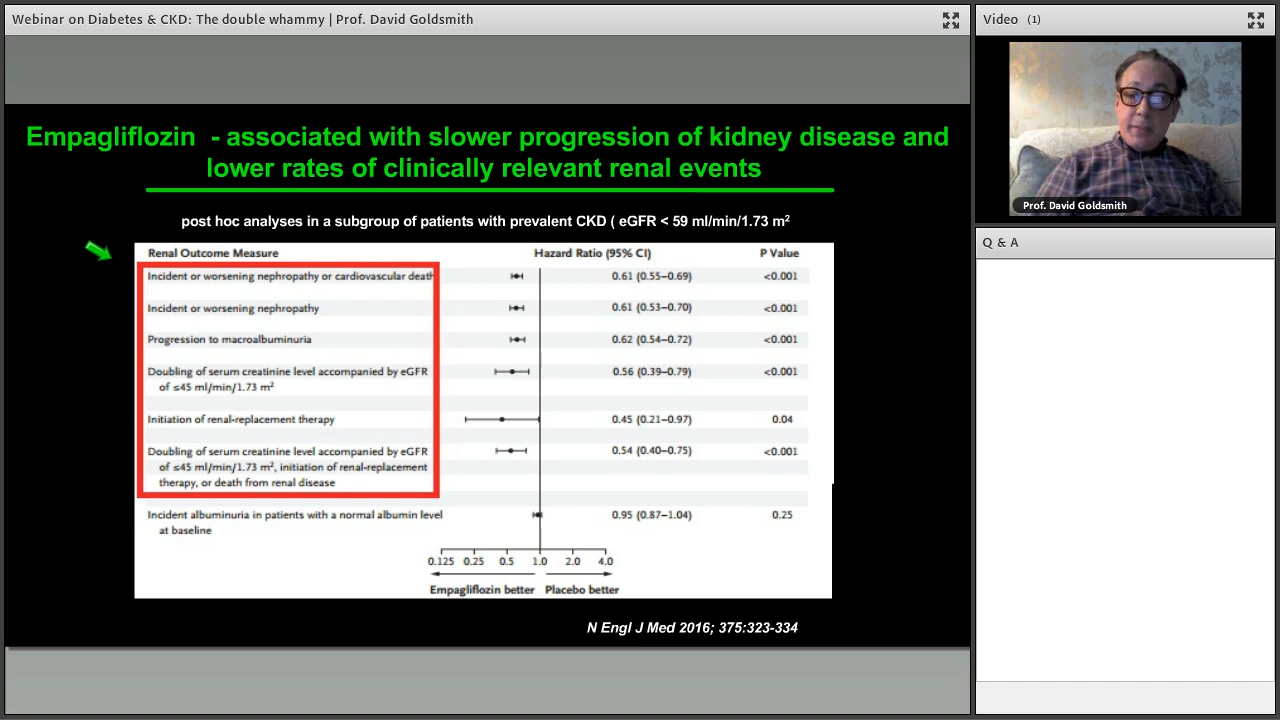 Webinar on Diabetes & CKD: The double whammy | Prof. David Goldsmith
Video (1)
Prof. David Goldsmith
Q & A
Empagliflozin - associated with slower progression of kidney disease and
lower rates of clinically relevant renal events
post hoc analyses in a subgroup of patients with prevalent CKD ( eGFR < 59 ml/min/1.73 m²
Renal Outcome Measure Hazard Ratio (95% CI) P Value
Incident or worsening nephropathy or cardiovascular death 0.61 (0.55–0.69) <0.001
Incident or worsening nephropathy 0.61 (0.53–0.70) <0.001
Progression to macroalbuminuria 0.62 (0.54–0.72) <0.001
Doubling of serum creatinine level accompanied by eGFR 0.56 (0.39–0.79) <0.001
of ≤45 ml/min/1.73 m²
Initiation of renal-replacement therapy 0.45 (0.21–0.97) 0.04
Doubling of serum creatinine level accompanied by eGFR 0.54 (0.40–0.75) <0.001
of ≤45 ml/min/1.73 m², initiation of renal-replacement
therapy, or death from renal disease
Incident albuminuria in patients with a normal albumin level 0.95 (0.87–1.04) 0.25
at baseline
0.125 0.25 0.5 1.0 2.0 4.0
Empagliflozin better Placebo better
N Engl J Med 2016; 375:323-334